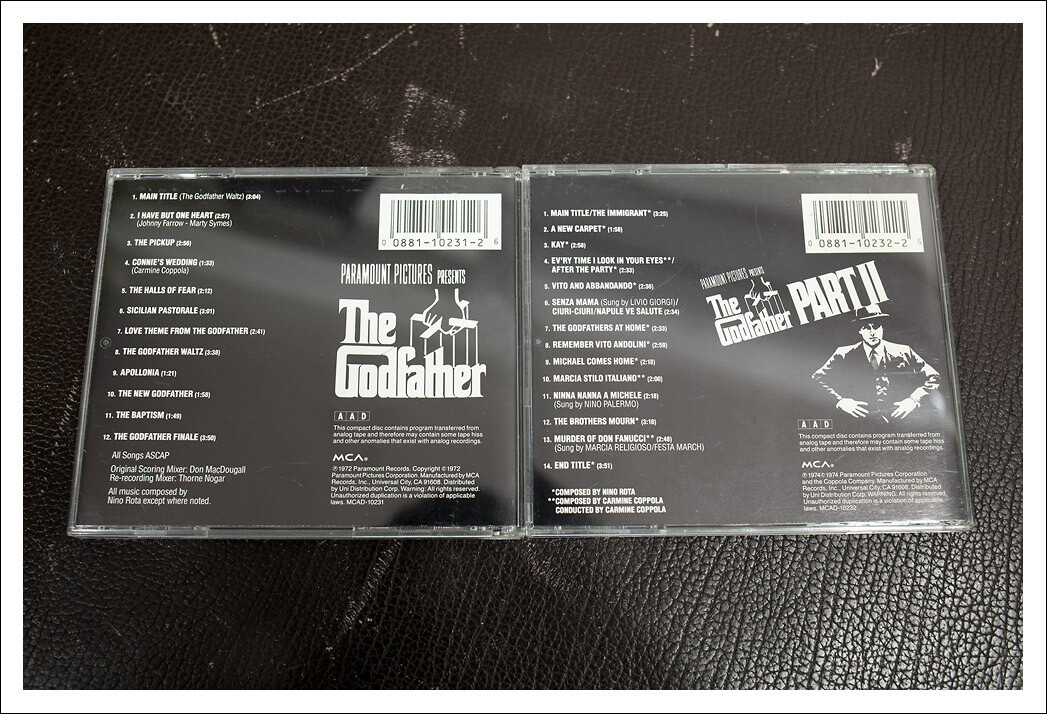 1. MAIN TITLE (The Godfather Waltz) (3:04)
2. I HAVE BUT ONE HEART (2:57)
(Johnny Farrow - Marty Symes)
3. THE PICKUP (2:56)
4. CONNIE'S WEDDING (1:33)
(Carmine Coppola)
5. THE HALLS OF FEAR (2:12)
6. SICILIAN PASTORALE (3:01)
7. LOVE THEME FROM THE GODFATHER (2:41)
8. THE GODFATHER WALTZ (3:38)
9. APOLLONIA (1:21)
10. THE NEW GODFATHER (1:58)
11. THE BAPTISM (1:49)
12. THE GODFATHER FINALE (3:50)
All Songs ASCAP
Original Scoring Mixer: Don MacDougall
Re-recording Mixer: Thorne Nogar
All music composed by
Nino Rota except where noted.
0 0881-10231-2 6
PARAMOUNT PICTURES PRESENTS
The
Godfather
A A D
This compact disc contains program transferred from
analog tape and therefore may contain some tape hiss
and other anomalies that exist with analog recordings.
MCA®
℗1972 Paramount Records. Copyright ©1972
Paramount Pictures Corporation. Manufactured by MCA
Records, Inc., Universal City, CA 91608. Distributed
by Uni Distribution Corp. Warning: All rights reserved.
Unauthorized duplication is a violation of applicable
laws. MCAD-10231
1. MAIN TITLE/THE IMMIGRANT* (3:25)
2. A NEW CARPET* (1:58)
3. KAY* (2:58)
4. EV'RY TIME I LOOK IN YOUR EYES**/
AFTER THE PARTY* (2:33)
5. VITO AND ABBANDANDO* (2:36)
6. SENZA MAMA (Sung by LIVIO GIORGI)/
CIURI-CIURI/NAPULE VE SALUTE (2:34)
7. THE GODFATHERS AT HOME* (2:33)
8. REMEMBER VITO ANDOLINI* (2:59)
9. MICHAEL COMES HOME* (2:18)
10. MARCIA STILO ITALIANO** (2:00)
11. NINNA NANNA A MICHELE (2:18)
(Sung by NINO PALERMO)
12. THE BROTHERS MOURN* (3:18)
13. MURDER OF DON FANUCCI** (2:48)
(Sung by MARCIA RELIGIOSO/FESTA MARCH)
14. END TITLE* (3:51)
*COMPOSED BY NINO ROTA
**COMPOSED BY CARMINE COPPOLA
CONDUCTED BY CARMINE COPPOLA
0 0881-10232-2 5
PARAMOUNT PICTURES PRESENTS
The
Godfather PART II
A A D
This compact disc contains program transferred from
analog tape and therefore may contain some tape hiss
and other anomalies that exist with analog recordings.
MCA®
℗1974 ©1974 Paramount Pictures Corporation
and the Coppola Company. Manufactured by MCA
Records, Inc., Universal City, CA 91608. Distributed
by Uni Distribution Corp. WARNING: All rights reserved.
Unauthorized duplication is a violation of applicable
laws. MCAD-10232